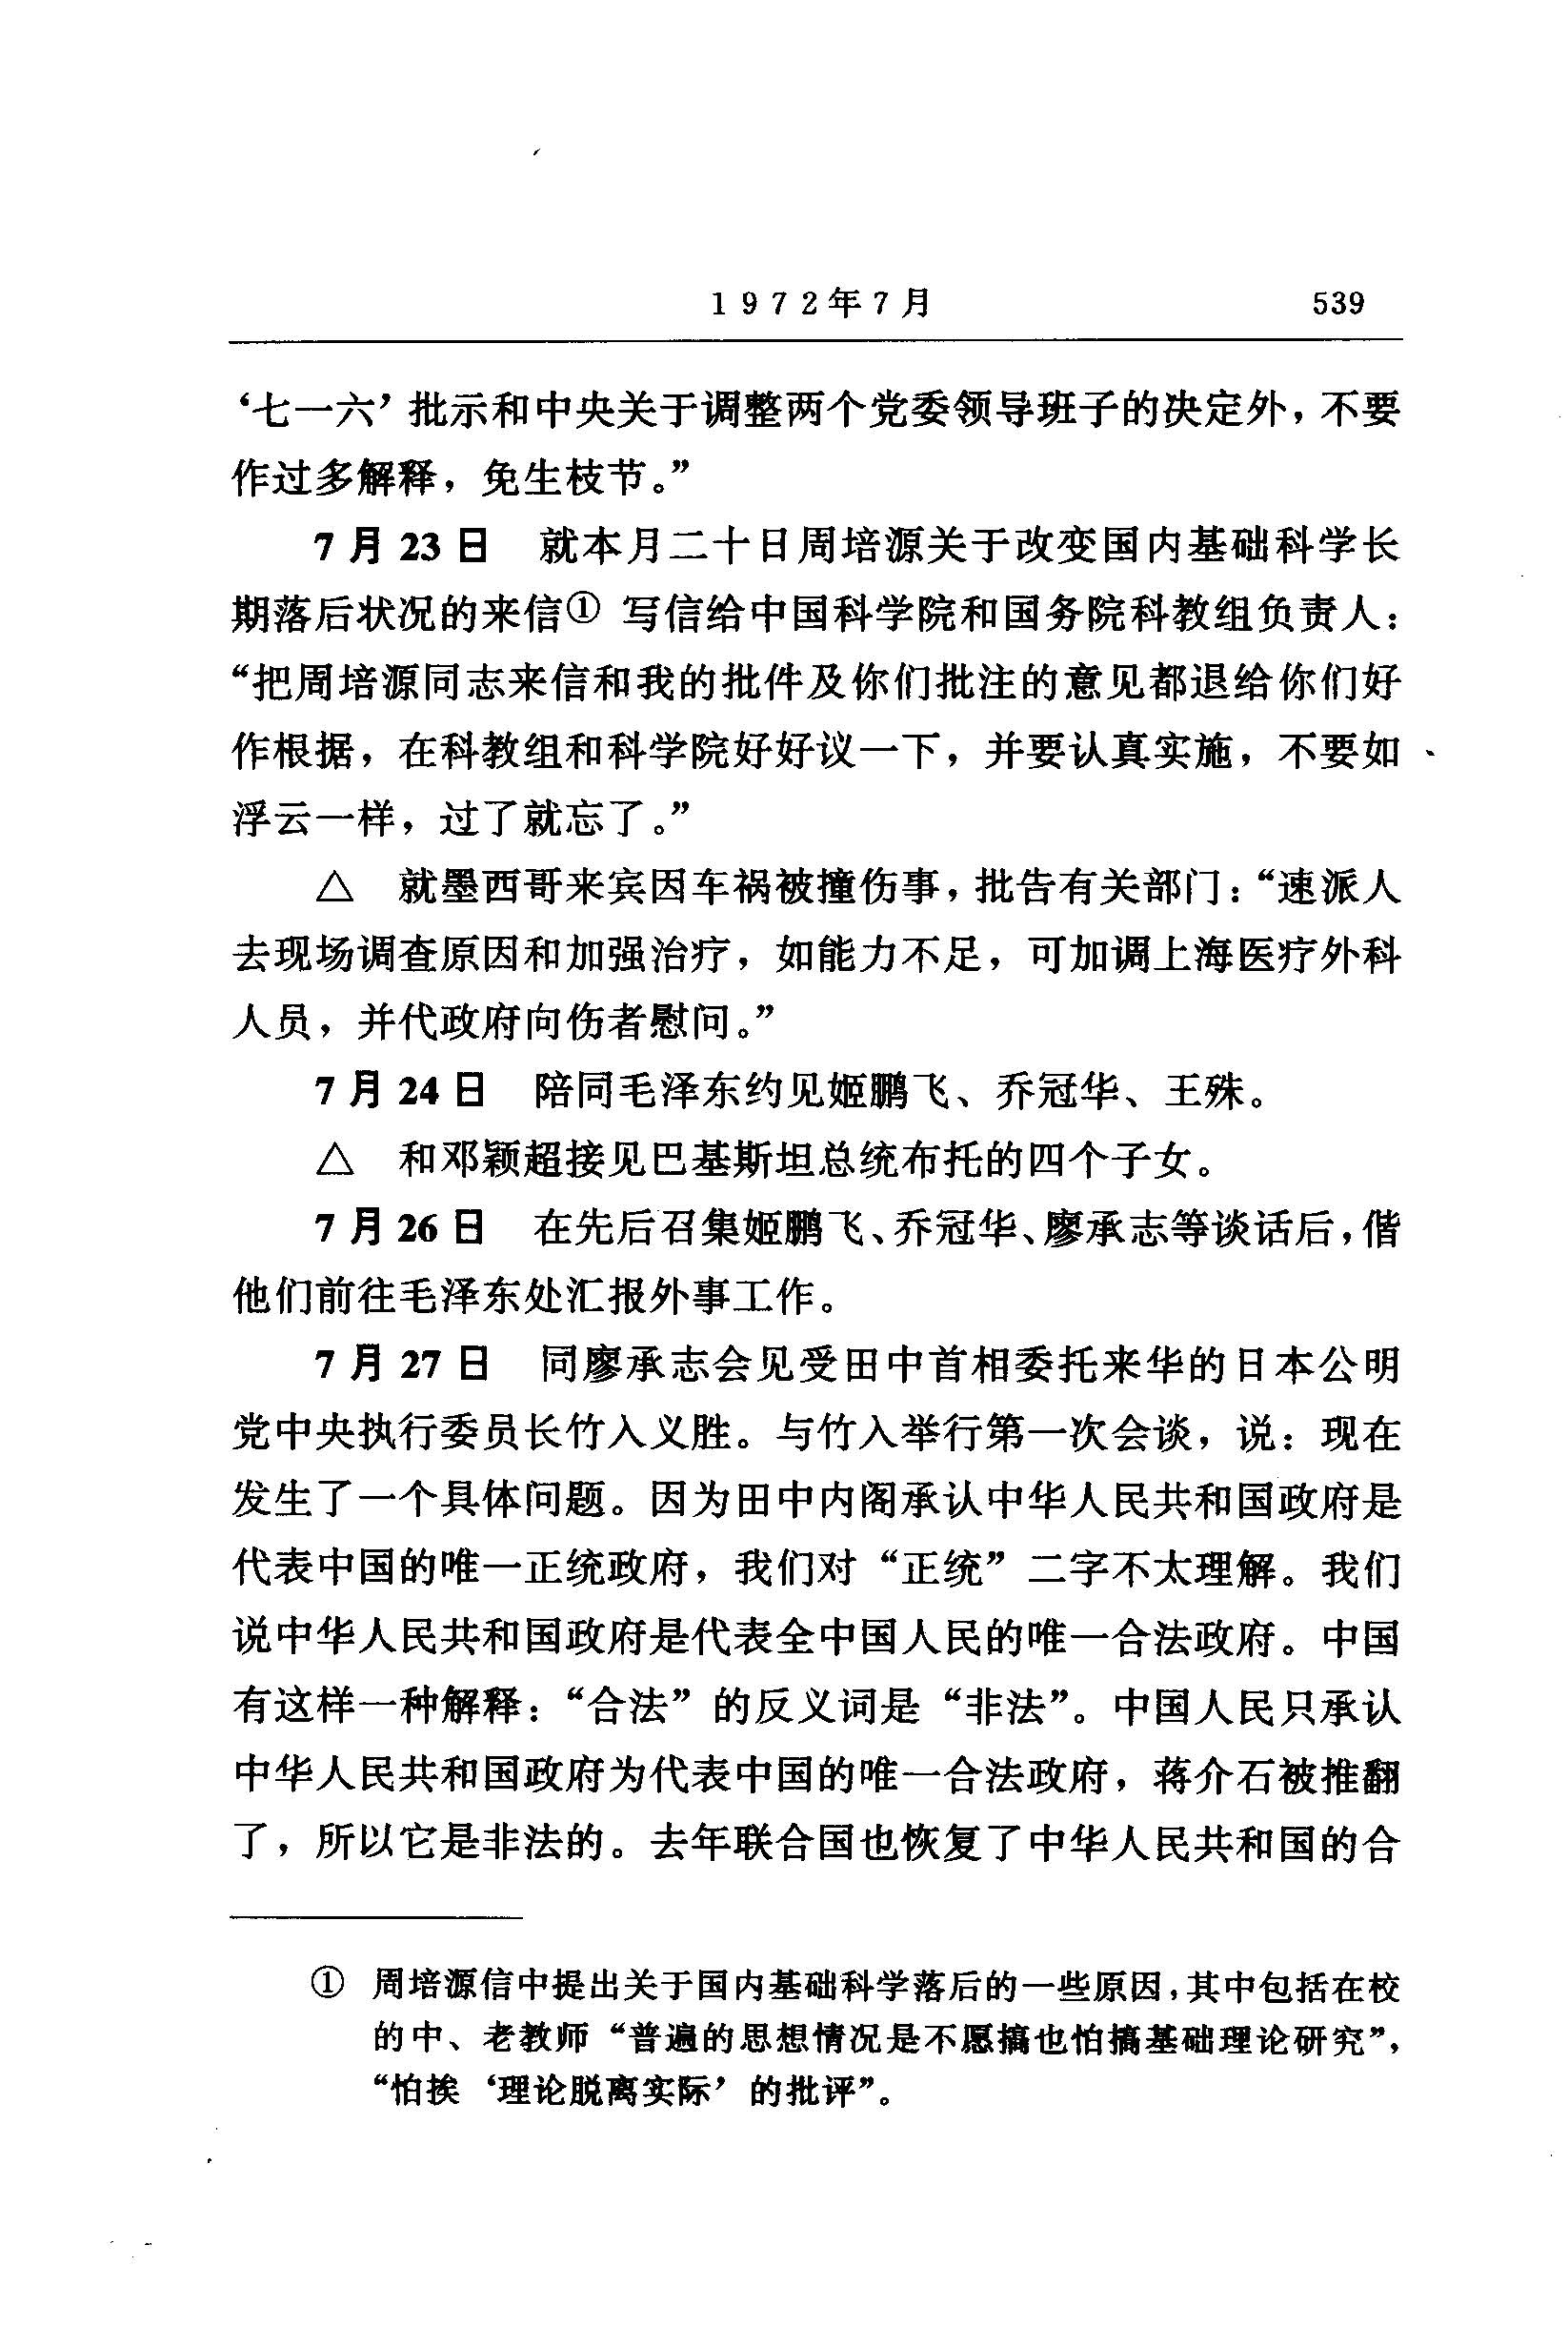 1972年7月 539
‘七一六’批示和中央关于调整两个党委领导班子的决定外，不要
作过多解释，免生枝节。”
7月23日 就本月二十日周培源关于改变国内基础科学长
期落后状况的来信① 写信给中国科学院和国务院科教组负责人：
“把周培源同志来信和我的批件及你们批注的意见都退给你们好
作根据，在科教组和科学院好好议一下，并要认真实施，不要如
浮云一样，过了就忘了。”
△ 就墨西哥来宾因车祸被撞伤事，批告有关部门：“速派人
去现场调查原因和加强治疗，如能力不足，可加调上海医疗外科
人员，并代政府向伤者慰问。”
7月24日 陪同毛泽东约见姬鹏飞、乔冠华、王殊。
△ 和邓颖超接见巴基斯坦总统布托的四个子女。
7月26日 在先后召集姬鹏飞、乔冠华、廖承志等谈话后，偕
他们前往毛泽东处汇报外事工作。
7月27日 同廖承志会见受田中首相委托来华的日本公明
党中央执行委员长竹入义胜。与竹入举行第一次会谈，说：现在
发生了一个具体问题。因为田中内阁承认中华人民共和国政府是
代表中国的唯一正统政府，我们对“正统”二字不太理解。我们
说中华人民共和国政府是代表全中国人民的唯一合法政府。中国
有这样一种解释：“合法”的反义词是“非法”。中国人民只承认
中华人民共和国政府为代表中国的唯一合法政府，蒋介石被推翻
了，所以它是非法的。去年联合国也恢复了中华人民共和国的合
① 周培源信中提出关于国内基础科学落后的一些原因，其中包括在校
的中、老教师“普遍的思想情况是不愿搞也怕搞基础理论研究”，
“怕挨‘理论脱离实际’的批评”。